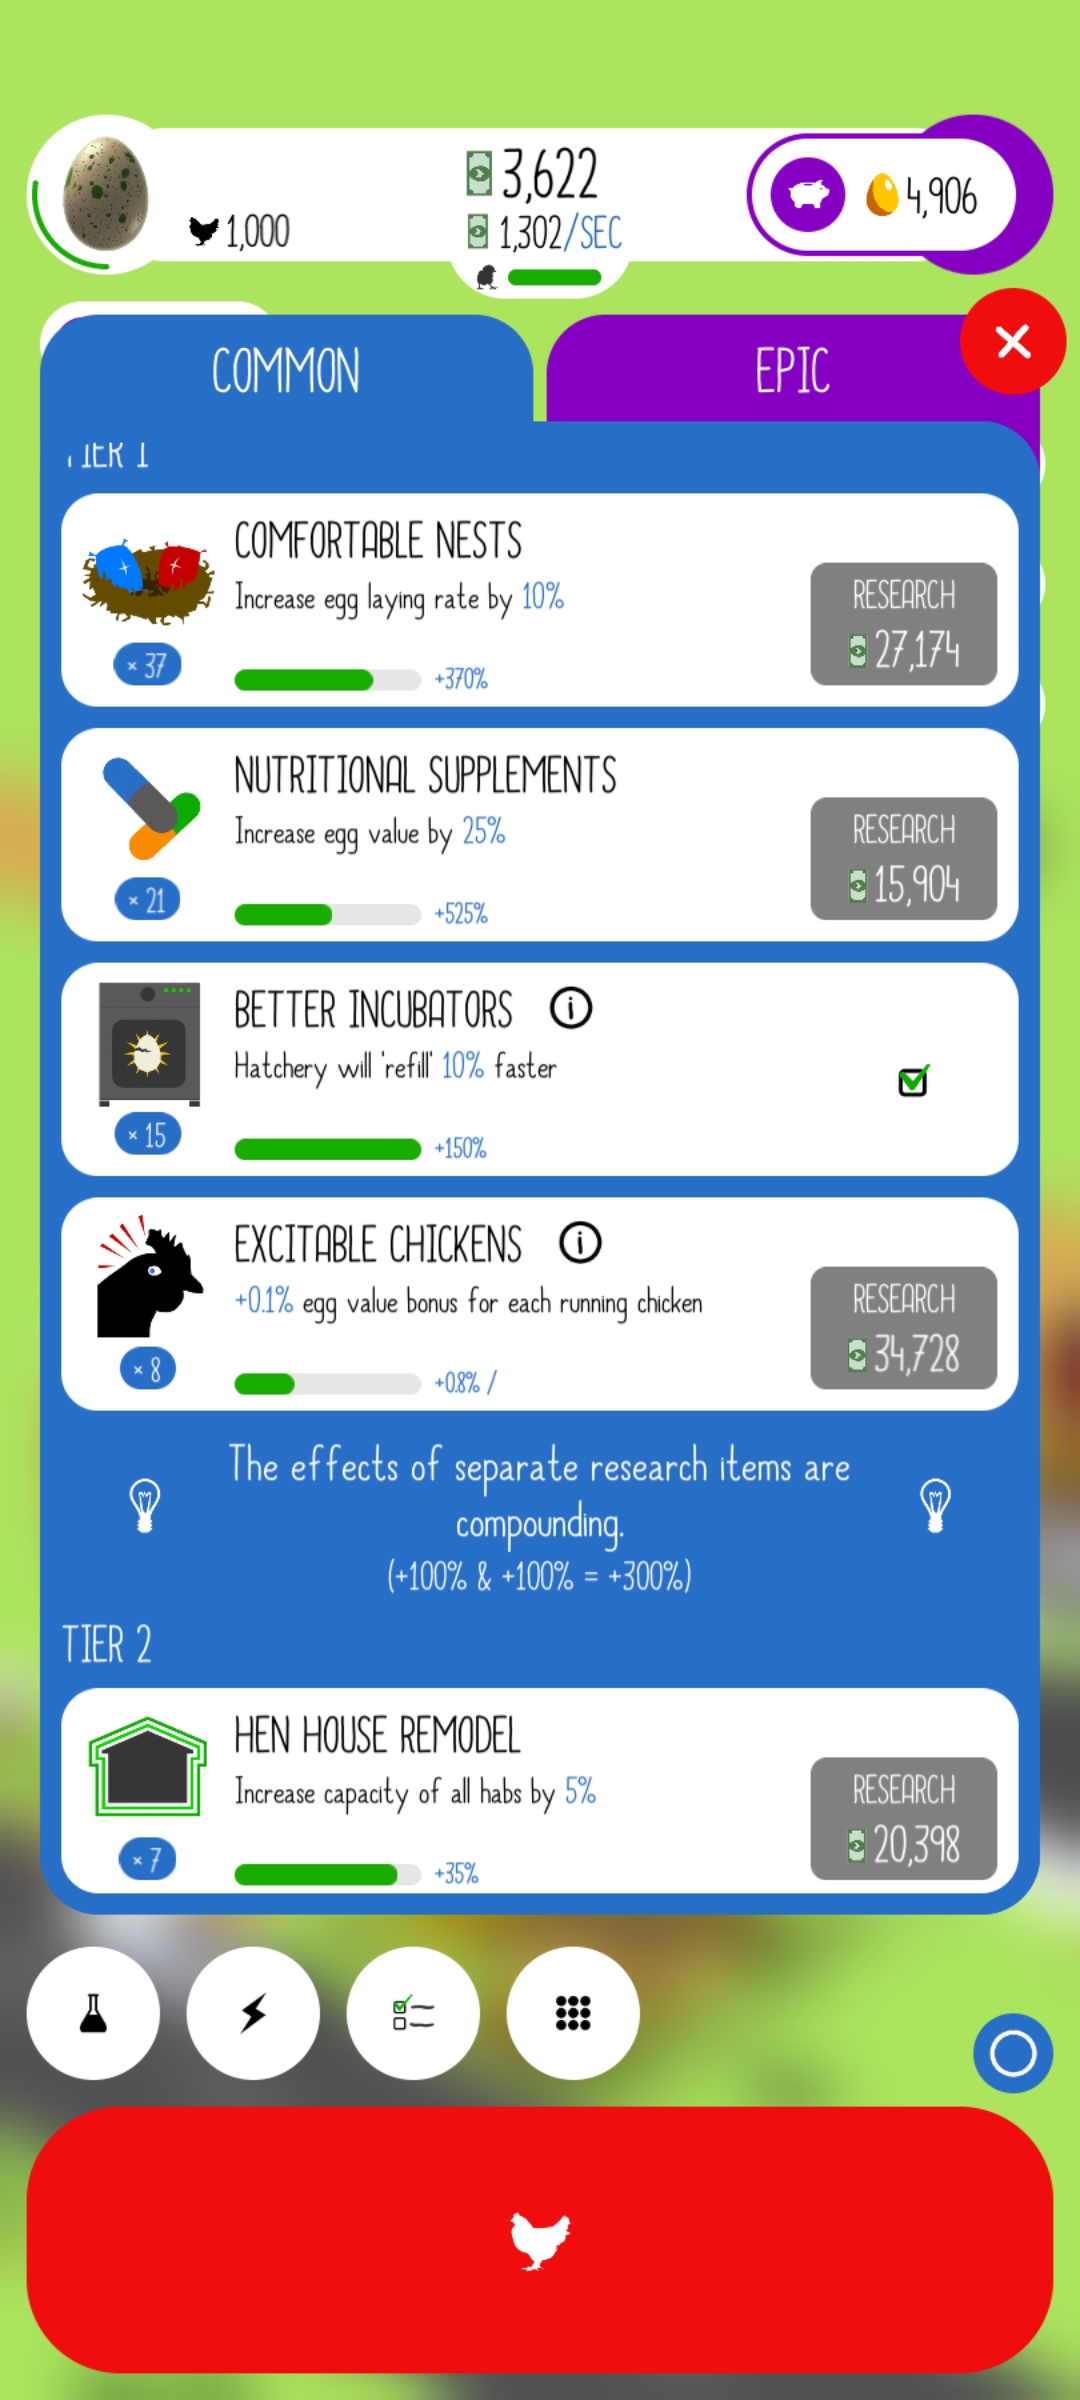 3,622
1,000
1,302/SEC
4,906
COMMON
EPIC
TIER 1
COMFORTABLE NESTS
Increase egg laying rate by 10%
RESEARCH
27,174
× 37
+370%
NUTRITIONAL SUPPLEMENTS
Increase egg value by 25%
RESEARCH
15,904
× 21
+525%
BETTER INCUBATORS
Hatchery will 'refill' 10% faster
× 15
+150%
EXCITABLE CHICKENS
+0.1% egg value bonus for each running chicken
RESEARCH
34,728
× 8
+0.8% /
The effects of separate research items are
compounding.
(+100% & +100% = +300%)
TIER 2
HEN HOUSE REMODEL
Increase capacity of all habs by 5%
RESEARCH
20,398
× 7
+35%